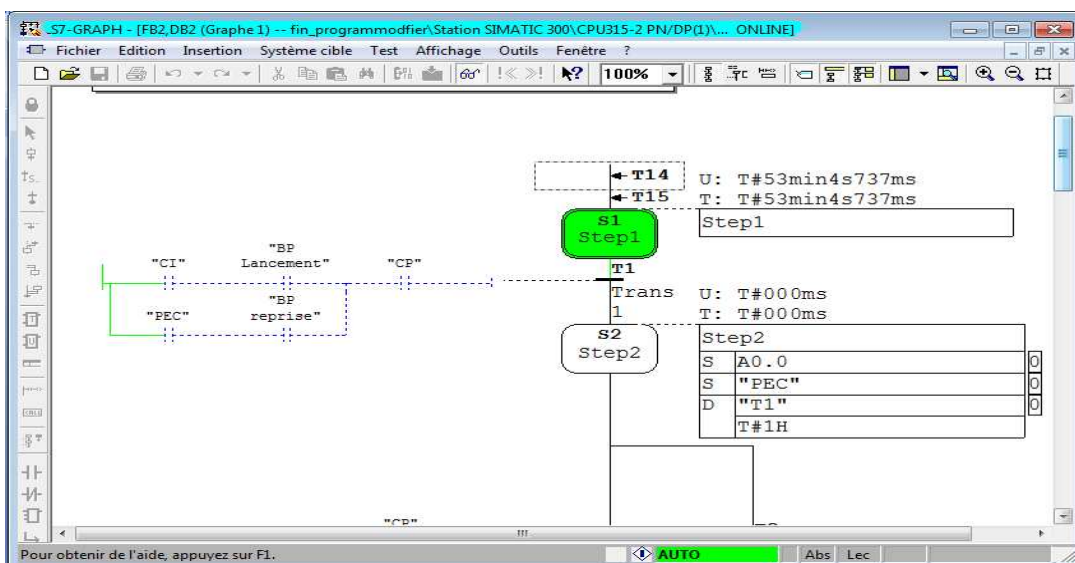 S7-GRAPH - [FB2,DB2 (Graphe 1) -- fin_programmodfier\Station SIMATIC 300\CPU315-2 PN/DP(1)\... ONLINE]
Fichier Edition Insertion Système cible Test Affichage Outils Fenêtre ?
100%
T14
U: T#53min4s737ms
T15
T: T#53min4s737ms
S1
Step1
Step1
"CI" "BP Lancement" "CP"
T1
Trans 1
"PEC" "BP reprise"
U: T#000ms
T: T#000ms
S2
Step2
Step2
S A0.0 0
S "PEC" 0
D "T1" 0
T#1H
"CP"
Pour obtenir de l'aide, appuyez sur F1.
AUTO
Abs Lec